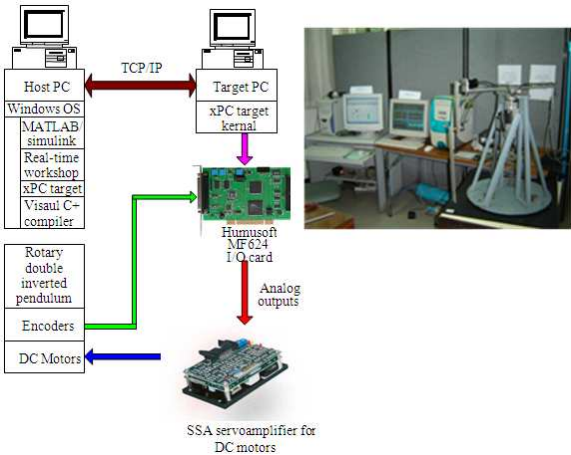 TCP/IP
Host PC
Windows OS
MATLAB/
simulink
Real-time
workshop
xPC target
Visaul C+
compiler
Target PC
xPC target
kernal
Humusoft
MF624
I/O card
Rotary
double
inverted
pendulum
Encoders
DC Motors
Analog
outputs
SSA servoamplifier for
DC motors